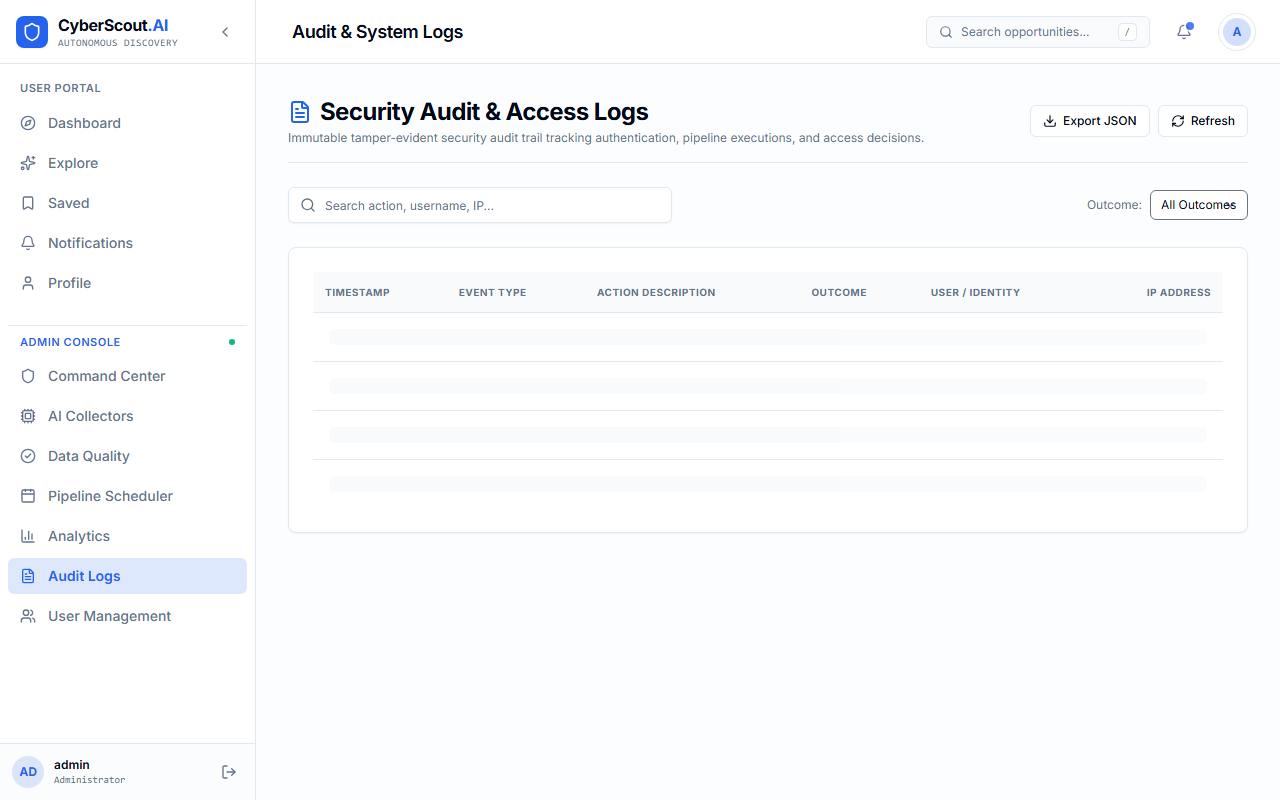 CyberScout.AI
AUTONOMOUS DISCOVERY
Audit & System Logs
Search opportunities...
/
A
USER PORTAL
Dashboard
Explore
Saved
Notifications
Profile
ADMIN CONSOLE
Command Center
AI Collectors
Data Quality
Pipeline Scheduler
Analytics
Audit Logs
User Management
AD
admin
Administrator
Security Audit & Access Logs
Immutable tamper-evident security audit trail tracking authentication, pipeline executions, and access decisions.
Export JSON
Refresh
Search action, username, IP...
Outcome:
All Outcomes
TIMESTAMP EVENT TYPE ACTION DESCRIPTION OUTCOME USER / IDENTITY IP ADDRESS